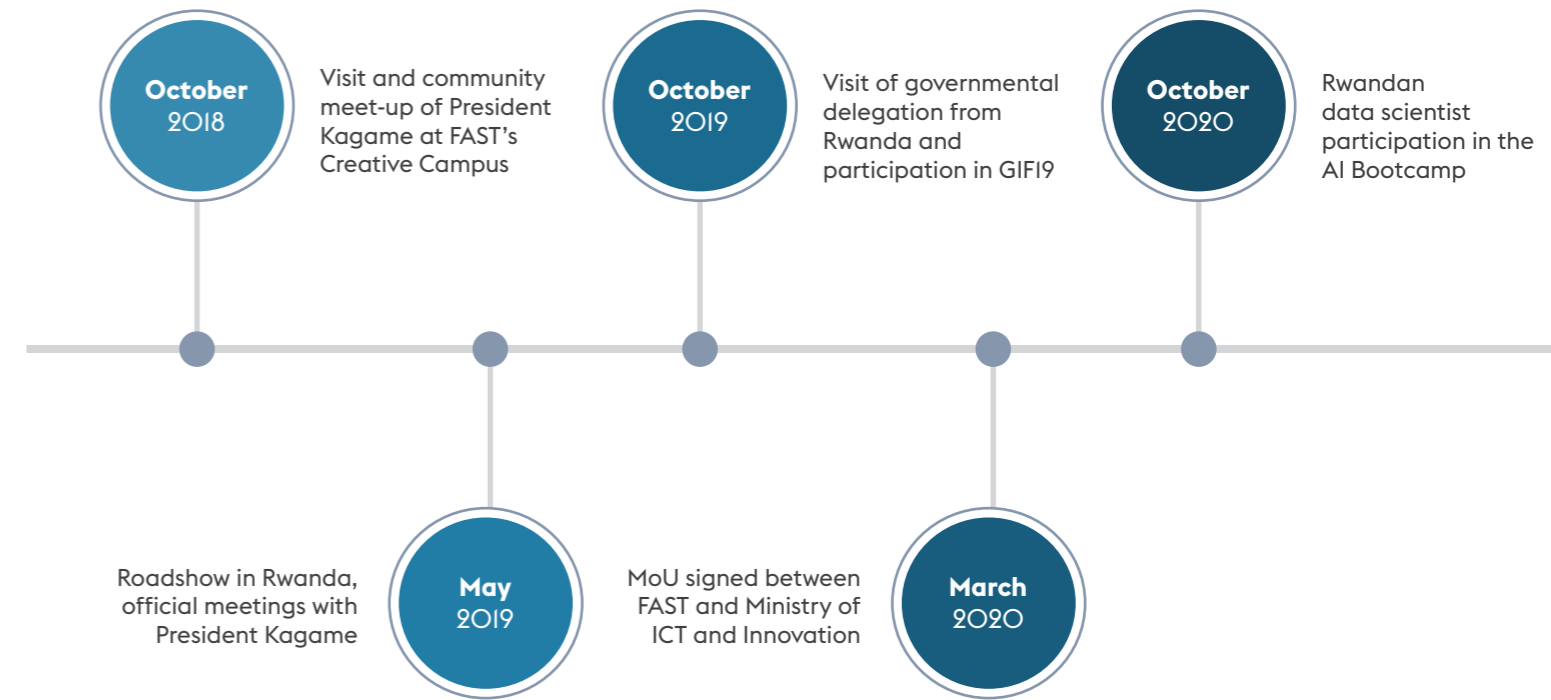 October
2018
Visit and community
meet-up of President
Kagame at FAST's
Creative Campus
October
2019
Visit of governmental
delegation from
Rwanda and
participation in GIF19
October
2020
Rwandan
data scientist
participation in the
AI Bootcamp
Roadshow in Rwanda,
official meetings with
President Kagame
May
2019
MoU signed between
FAST and Ministry of
ICT and Innovation
March
2020